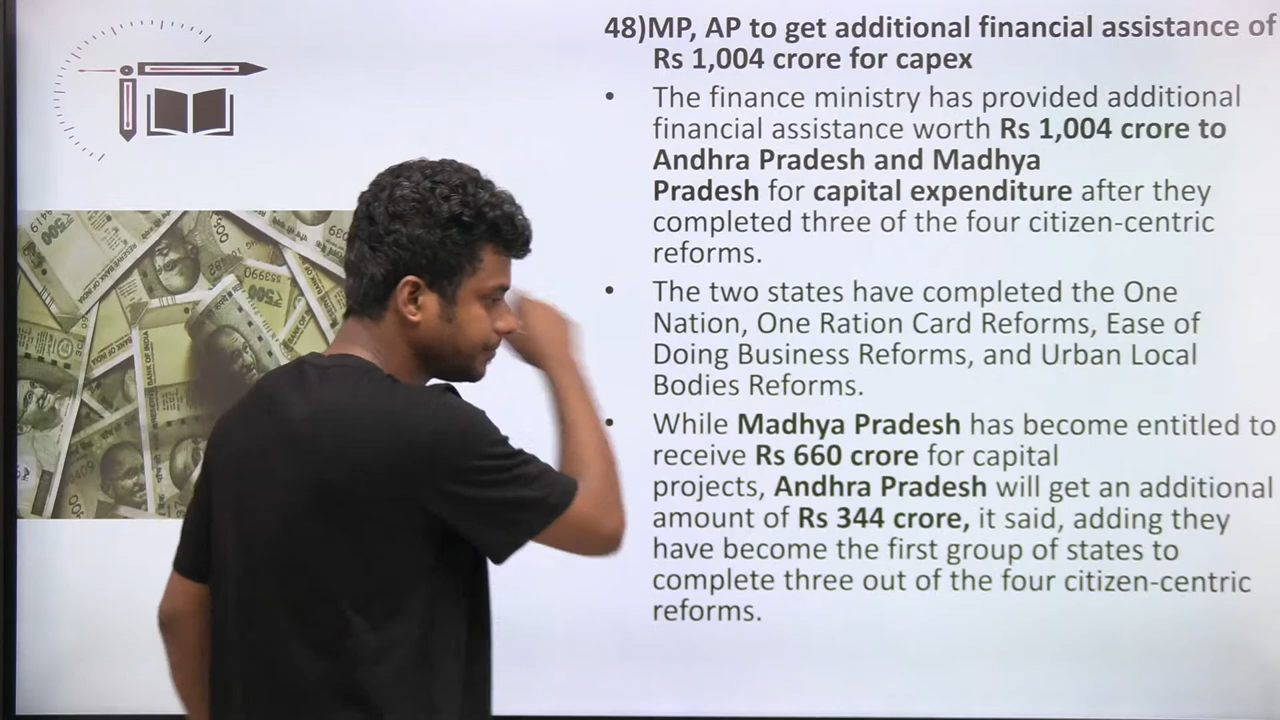 48)MP, AP to get additional financial assistance of
Rs 1,004 crore for capex
• The finance ministry has provided additional
financial assistance worth Rs 1,004 crore to
Andhra Pradesh and Madhya
Pradesh for capital expenditure after they
completed three of the four citizen-centric
reforms.
• The two states have completed the One
Nation, One Ration Card Reforms, Ease of
Doing Business Reforms, and Urban Local
Bodies Reforms.
• While Madhya Pradesh has become entitled to
receive Rs 660 crore for capital
projects, Andhra Pradesh will get an additional
amount of Rs 344 crore, it said, adding they
have become the first group of states to
complete three out of the four citizen-centric
reforms.